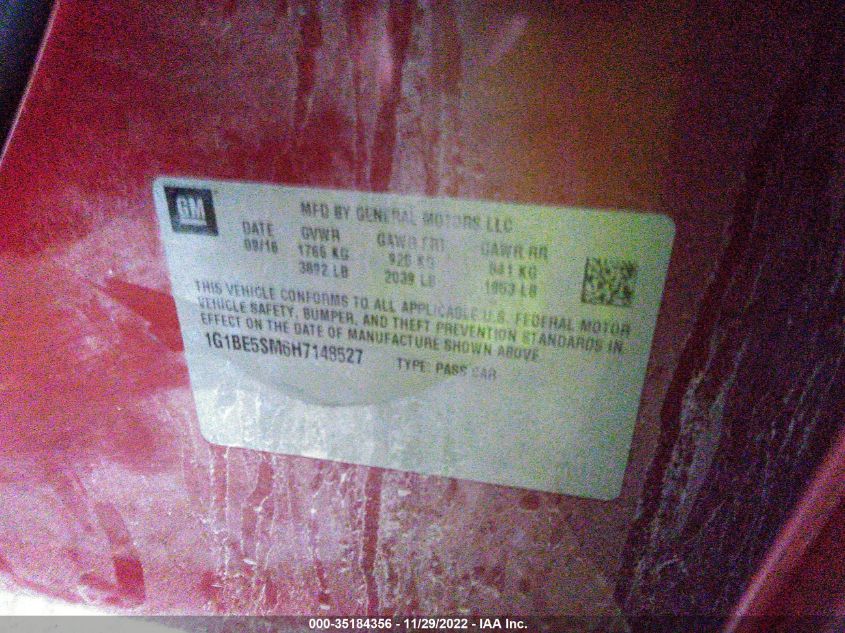 GM
MFD BY GENERAL MOTORS LLC
DATE GVWR GAWR FRT GAWR RR
09/16 1766 KG 925 KG 841 KG
3892 LB 2039 LB 1853 LB
THIS VEHICLE CONFORMS TO ALL APPLICABLE U.S. FEDERAL MOTOR
VEHICLE SAFETY, BUMPER, AND THEFT PREVENTION STANDARDS IN
EFFECT ON THE DATE OF MANUFACTURE SHOWN ABOVE.
1G1BE5SM6H7149527 TYPE: PASS CAR
000-35184356 - 11/29/2022 - IAA Inc.